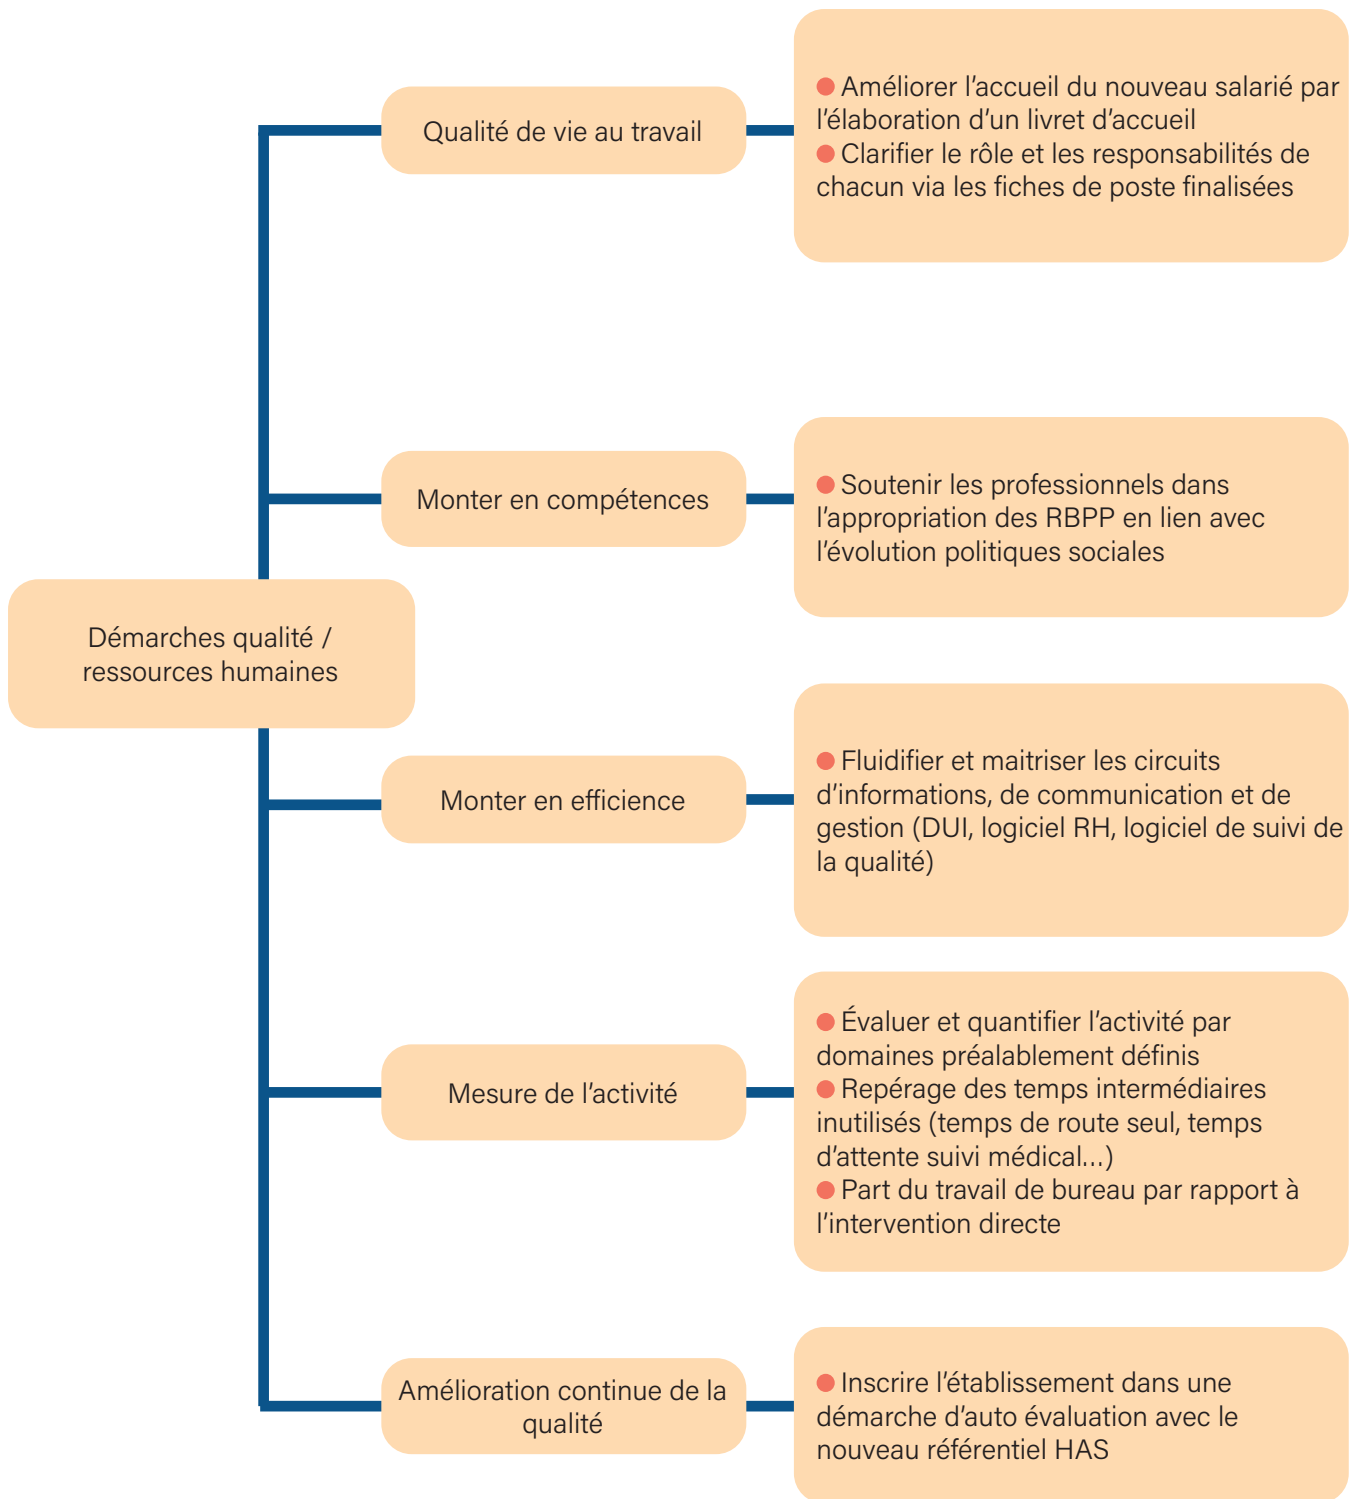 Qualité de vie au travail
● Améliorer l’accueil du nouveau salarié par
l’élaboration d’un livret d’accueil
● Clarifier le rôle et les responsabilités de
chacun via les fiches de poste finalisées
Monter en compétences
● Soutenir les professionnels dans
l’appropriation des RBPP en lien avec
l’évolution politiques sociales
Démarches qualité /
ressources humaines
Monter en efficience
● Fluidifier et maitriser les circuits
d’informations, de communication et de
gestion (DUI, logiciel RH, logiciel de suivi de
la qualité)
Mesure de l’activité
● Évaluer et quantifier l’activité par
domaines préalablement définis
● Repérage des temps intermédiaires
inutilisés (temps de route seul, temps
d’attente suivi médical...)
● Part du travail de bureau par rapport à
l’intervention directe
Amélioration continue de la
qualité
● Inscrire l’établissement dans une
démarche d’auto évaluation avec le
nouveau référentiel HAS